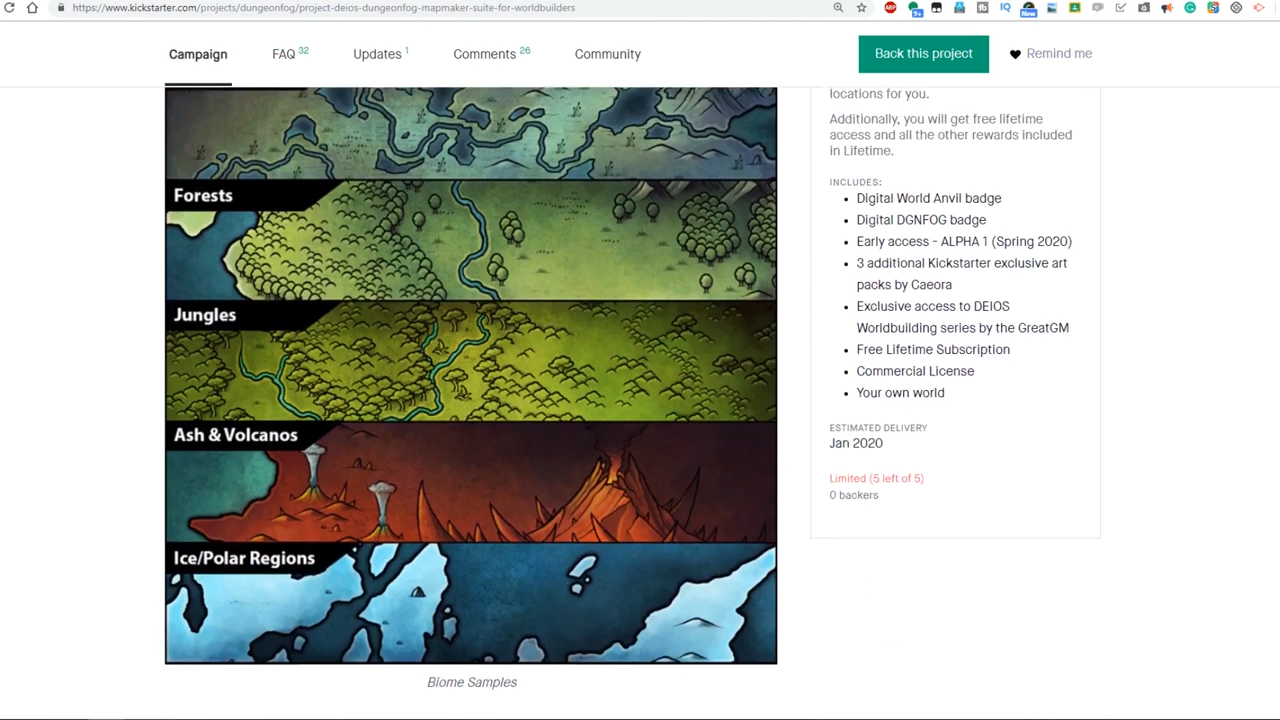 https://www.kickstarter.com/projects/dungeonfog/project-deios-dungeonfog-mapmaker-suite-for-worldbuilders
9+
New
Campaign
FAQ 32
Updates 1
Comments 26
Community
Back this project
Remind me
Forests
Jungles
Ash & Volcanos
Ice/Polar Regions
Biome Samples
locations for you.
Additionally, you will get free lifetime
access and all the other rewards included
in Lifetime.
INCLUDES:
• Digital World Anvil badge
• Digital DGNFOG badge
• Early access - ALPHA 1 (Spring 2020)
• 3 additional Kickstarter exclusive art
packs by Caeora
• Exclusive access to DEIOS
Worldbuilding series by the GreatGM
• Free Lifetime Subscription
• Commercial License
• Your own world
ESTIMATED DELIVERY
Jan 2020
Limited (5 left of 5)
0 backers